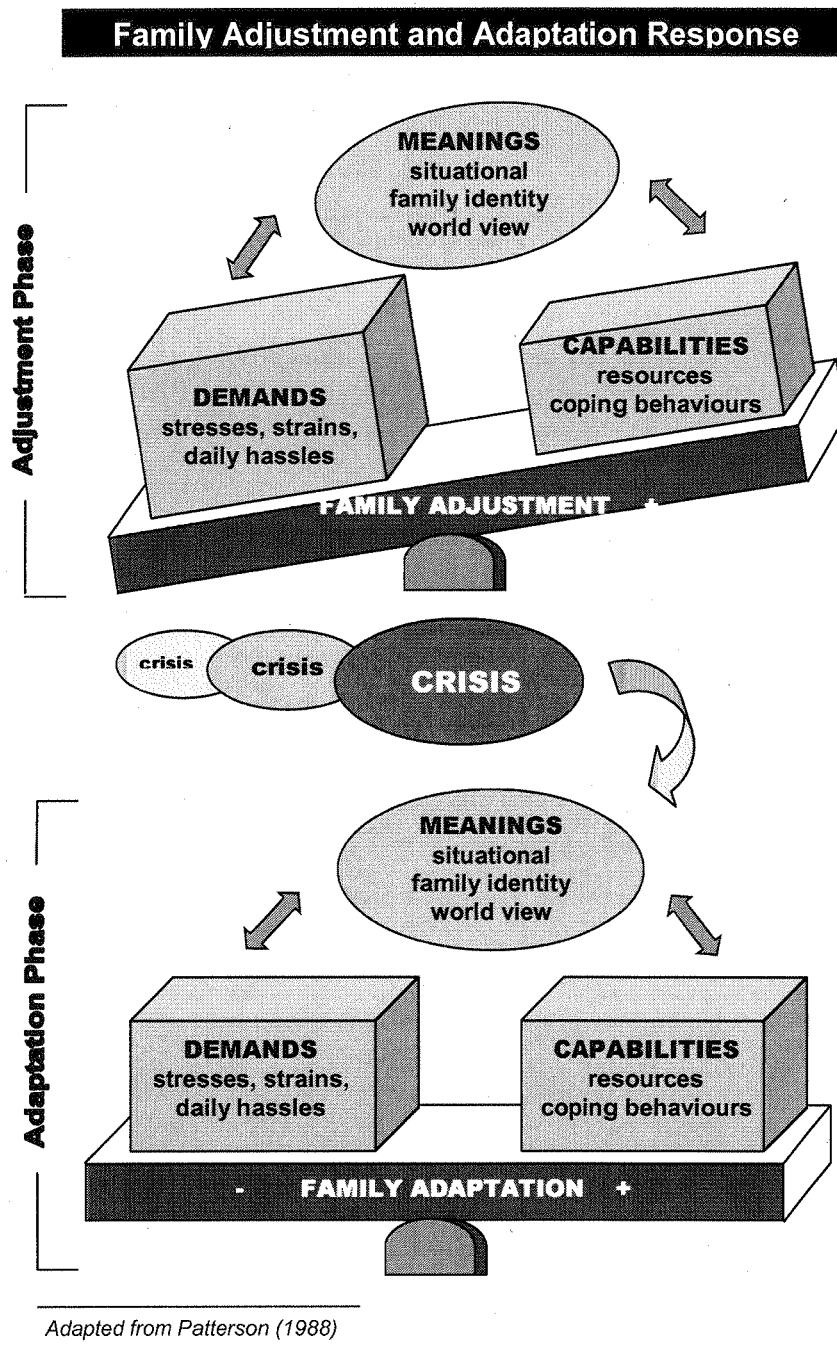 Family Adjustment and Adaptation Response
Adjustment Phase
MEANINGS
situational
family identity
world view
DEMANDS
stresses, strains,
daily hassles
CAPABILITIES
resources
coping behaviours
FAMILY ADJUSTMENT +
crisis
crisis
CRISIS
Adaptation Phase
MEANINGS
situational
family identity
world view
DEMANDS
stresses, strains,
daily hassles
CAPABILITIES
resources
coping behaviours
- FAMILY ADAPTATION +
Adapted from Patterson (1988)